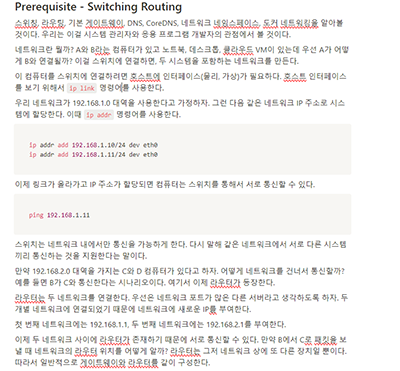 Prerequisite - Switching Routing
스위칭, 라우팅, 기본 게이트웨이, DNS, CoreDNS, 네트워크 네임스페이스, 도커 네트워킹을 알아볼
것이다. 우리는 이걸 시스템 관리자와 응용 프로그램 개발자의 관점에서 볼 것이다.
네트워크란 뭘까? A와 B라는 컴퓨터가 있고 노트북, 데스크톱, 클라우드 VM이 있는데 우선 A가 어떻
게 B와 연결될까? 이걸 스위치에 연결하면, 두 시스템을 포함하는 네트워크를 만든다.
이 컴퓨터를 스위치에 연결하려면 호스트에 인터페이스(물리, 가상)가 필요하다. 호스트 인터페이스
를 보기 위해서 ip link 명령어를 사용한다.
우리 네트워크가 192.168.1.0 대역을 사용한다고 가정하자. 그런 다음 같은 네트워크 IP 주소로 시스
템에 할당한다. 이때 ip addr 명령어를 사용한다.
ip addr add 192.168.1.10/24 dev eth0
ip addr add 192.168.1.11/24 dev eth0
이제 링크가 올라가고 IP 주소가 할당되면 컴퓨터는 스위치를 통해서 서로 통신할 수 있다.
ping 192.168.1.11
스위치는 네트워크 내에서만 통신을 가능하게 한다. 다시 말해 같은 네트워크에서 서로 다른 시스템
끼리 통신하는 것을 지원한다는 말이다.
만약 192.168.2.0 대역을 가지는 C와 D 컴퓨터가 있다고 하자. 어떻게 네트워크를 건너서 통신할까?
예를 들면 B가 C와 통신한다는 시나리오이다. 여기서 이제 라우터가 등장한다.
라우터는 두 네트워크를 연결한다. 우선은 네트워크 포트가 많은 다른 서버라고 생각하도록 하자. 두
개별 네트워크에 연결되었기 때문에 네트워크에 새로운 IP를 부여한다.
첫 번째 네트워크에는 192.168.1.1, 두 번째 네트워크에는 192.168.2.1를 부여한다.
이제 두 네트워크 사이에 라우터가 존재하기 때문에 서로 통신할 수 있다. 만약 B에서 C로 패킷을 보
낼 때 네트워크의 라우터 위치를 어떻게 알까? 라우터는 그저 네트워크 상에 또 다른 장치일 뿐이다.
따라서 일반적으로 게이트웨이와 라우터를 같이 구성한다.